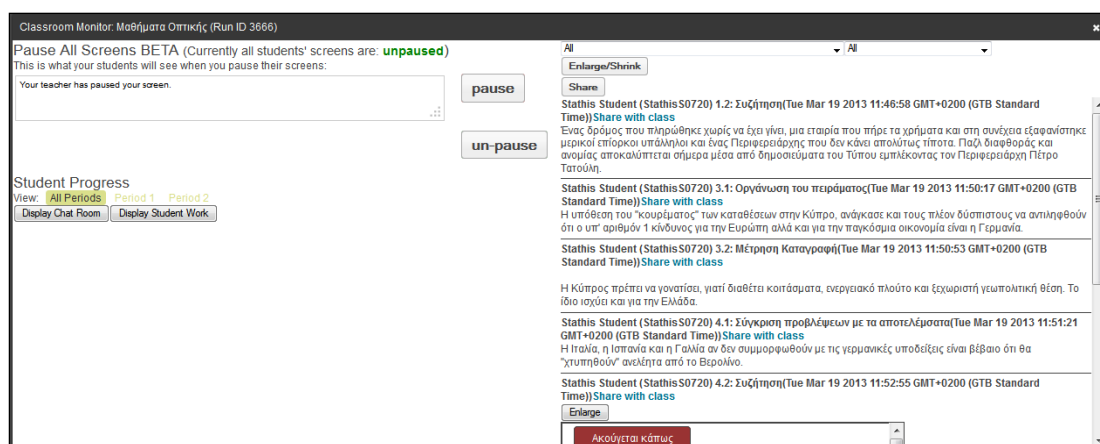 Classroom Monitor: Μαθήματα Οπτικής (Run ID 3666)
Pause All Screens BETA (Currently all students' screens are: unpaused)
This is what your students will see when you pause their screens:
Your teacher has paused your screen.
pause
un-pause
Student Progress
View: All Periods Period 1 Period 2
Display Chat Room Display Student Work
All All
Enlarge/Shrink
Share
Stathis Student (StathisS0720) 1.2: Συζήτηση(Tue Mar 19 2013 11:46:58 GMT+0200 (GTB Standard
Time))Share with class
Ένας δρόμος που πληρώθηκε χωρίς να έχει γίνει, μια εταιρία που πήρε τα χρήματα και στη συνέχεια εξαφανίστηκε
μερικοί επίορκοι υπάλληλοι και ένας Περιφερειάρχης που δεν κάνει απολύτως τίποτα. Παζλ διαφθοράς και
ανομίας αποκαλύπτεται σήμερα μέσα από δημοσιεύματα του Τύπου εμπλέκοντας τον Περιφερειάρχη Πέτρο
Τατούλη.
Stathis Student (StathisS0720) 3.1: Οργάνωση του πειράματος(Tue Mar 19 2013 11:50:17 GMT+0200 (GTB
Standard Time))Share with class
Η υπόθεση του "κουρέματος" των καταθέσεων στην Κύπρο, ανάγκασε και τους πλέον δύσπιστους να αντιληφθούν
ότι ο υπ' αριθμόν 1 κίνδυνος για την Ευρώπη αλλά και για την παγκόσμια οικονομία είναι η Γερμανία.
Stathis Student (StathisS0720) 3.2: Μέτρηση Καταγραφή(Tue Mar 19 2013 11:50:53 GMT+0200 (GTB
Standard Time))Share with class
Η Κύπρος πρέπει να γονατίσει, γιατί διαθέτει κοιτάσματα, ενεργειακό πλούτο και ξεχωριστή γεωπολιτική θέση. Το
ίδιο ισχύει και για την Ελλάδα.
Stathis Student (StathisS0720) 4.1: Σύγκριση προβλέψεων με τα αποτελέμσατα(Tue Mar 19 2013 11:51:21
GMT+0200 (GTB Standard Time))Share with class
Η Ιταλία, η Ισπανία και η Γαλλία αν δεν συμμορφωθούν με τις γερμανικές υποδείξεις είναι βέβαιο ότι θα
"χτυπηθούν" ανελέητα από το Βερολίνο.
Stathis Student (StathisS0720) 4.2: Συζήτηση(Tue Mar 19 2013 11:52:55 GMT+0200 (GTB Standard
Time))Share with class
Enlarge
Ακούγεται κάπως